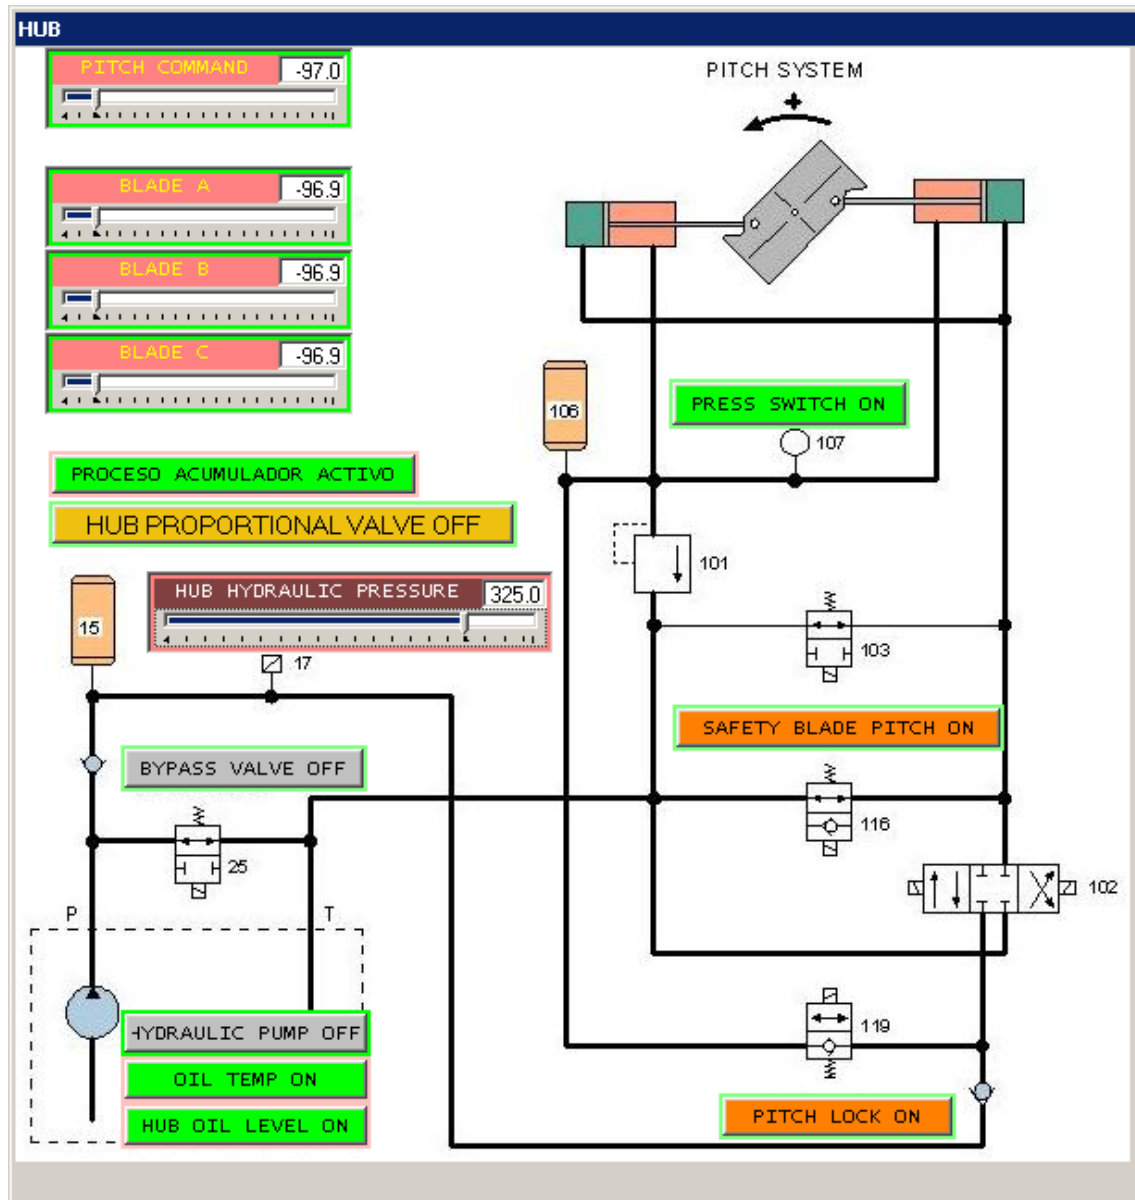 HUB
PITCH COMMAND -97.0
PITCH SYSTEM
+
BLADE A -96.9
BLADE B -96.9
BLADE C -96.9
106
PRESS SWITCH ON
107
PROCESO ACUMULADOR ACTIVO
HUB PROPORTIONAL VALVE OFF
101
HUB HYDRAULIC PRESSURE 325.0
15
17
103
SAFETY BLADE PITCH ON
BYPASS VALVE OFF
116
25
102
P T
119
HYDRAULIC PUMP OFF
OIL TEMP ON
HUB OIL LEVEL ON
PITCH LOCK ON